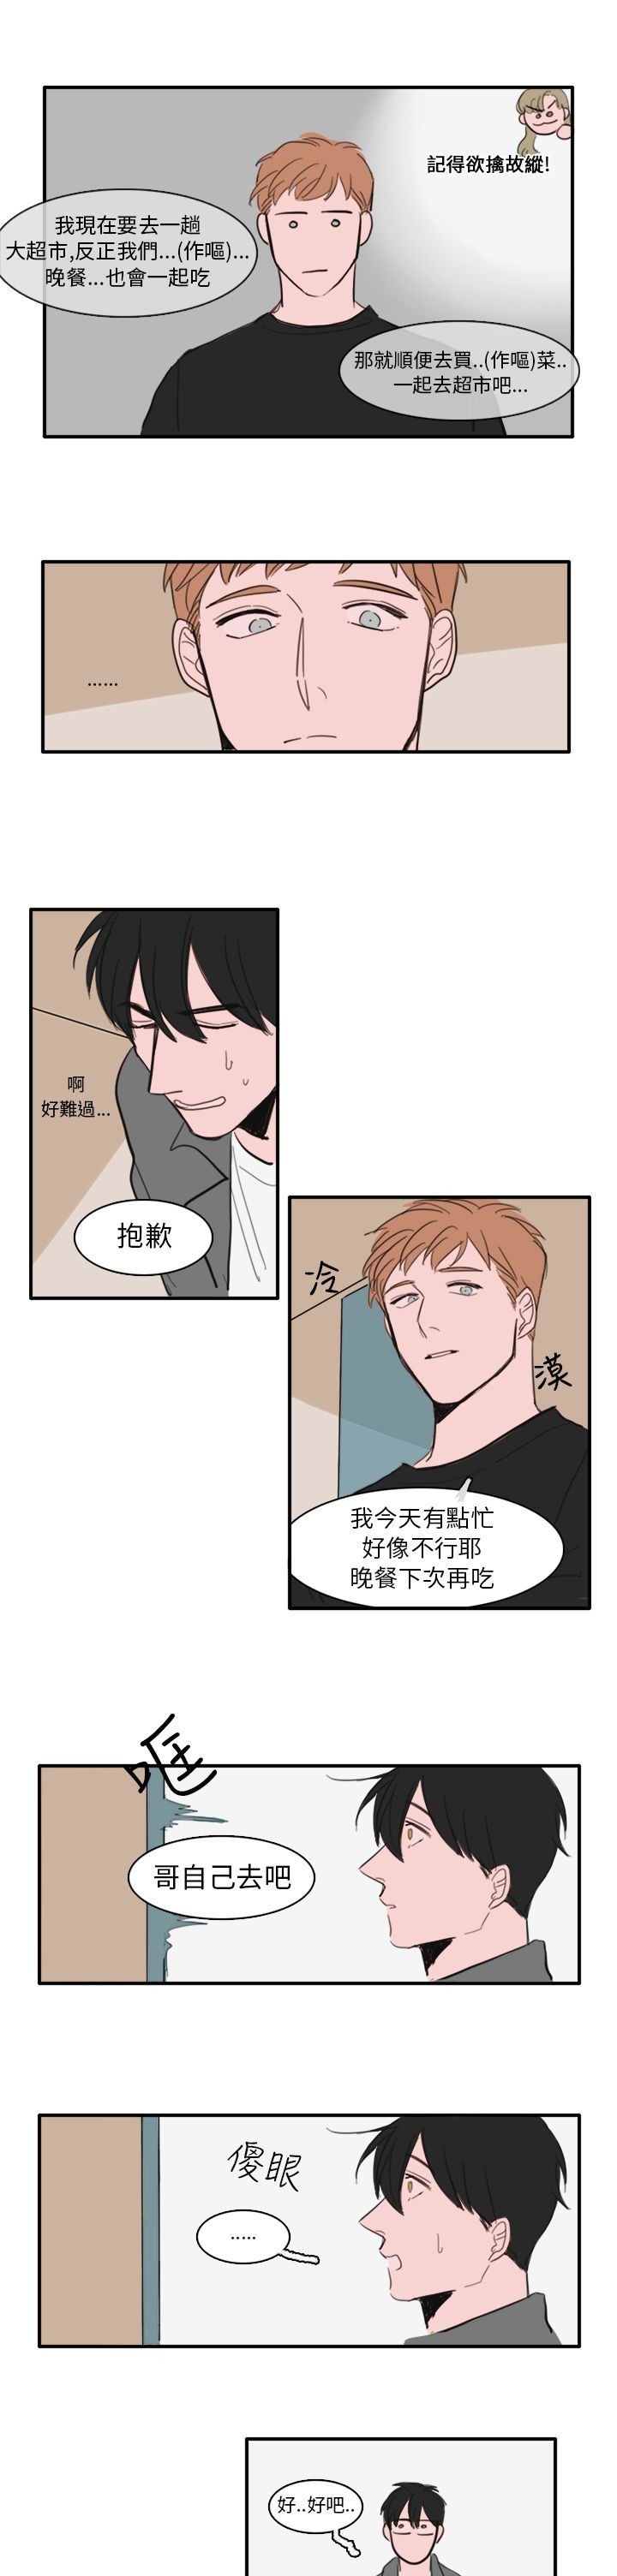 記得欲擒故縱!
我現在要去一趟
大超市,反正我們...(作嘔)...
晚餐...也會一起吃
那就順便去買..(作嘔)菜..
一起去超市吧...
......
啊
好難過...
抱歉
冷
漠
我今天有點忙
好像不行耶
晚餐下次再吃
哐
哥自己去吧
傻眼
.....
好..好吧..